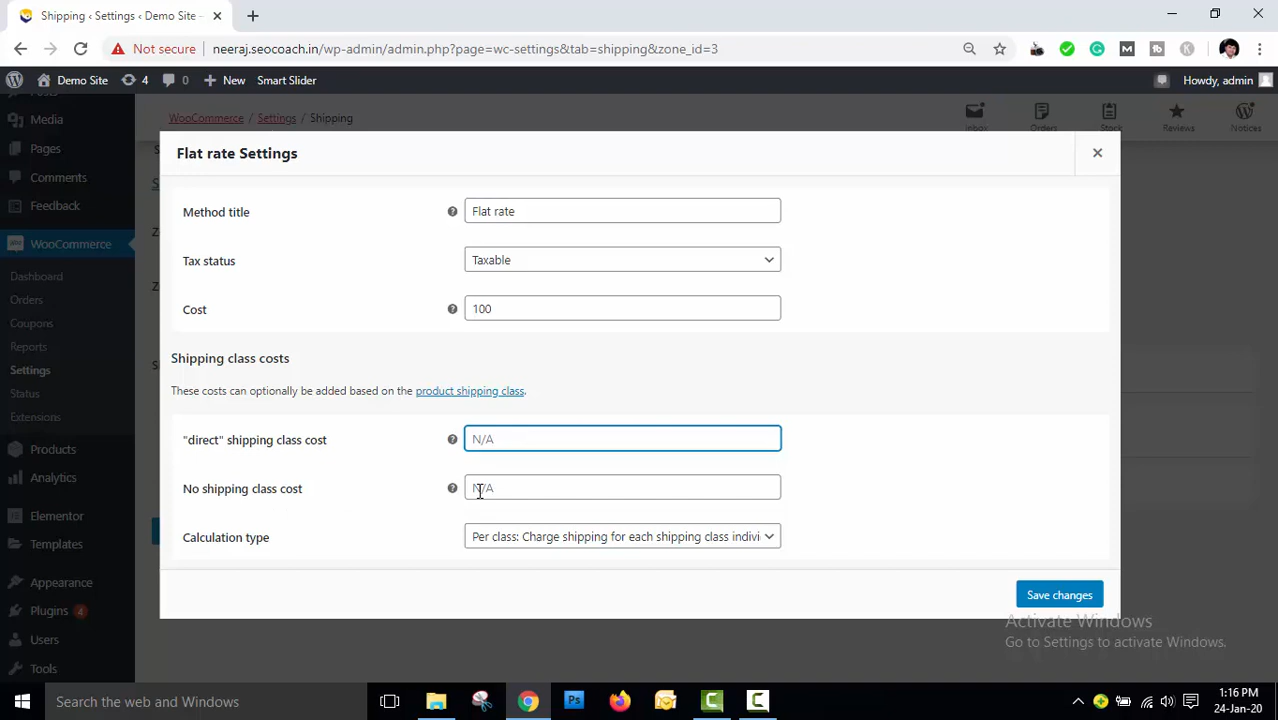 Shipping ‹ Settings ‹ Demo Site –
Not secure
neeraj.seocoach.in/wp-admin/admin.php?page=wc-settings&tab=shipping&zone_id=3
Demo Site
4
0
New
Smart Slider
Howdy, admin
Posts
Media
Pages
Comments
Feedback
WooCommerce
Dashboard
Orders
Coupons
Reports
Settings
Status
Extensions
Products
Analytics
Elementor
Templates
Appearance
Plugins 4
Users
Tools
WooCommerce / Settings / Shipping
Inbox
Orders
Stock
Reviews
Notices
Flat rate Settings
Method title
Flat rate
Tax status
Taxable
Cost
100
Shipping class costs
These costs can optionally be added based on the product shipping class.
"direct" shipping class cost
N/A
No shipping class cost
N/A
Calculation type
Per class: Charge shipping for each shipping class indivi
Save changes
Activate Windows
Go to Settings to activate Windows.
Search the web and Windows
Ps
1:16 PM
24-Jan-20